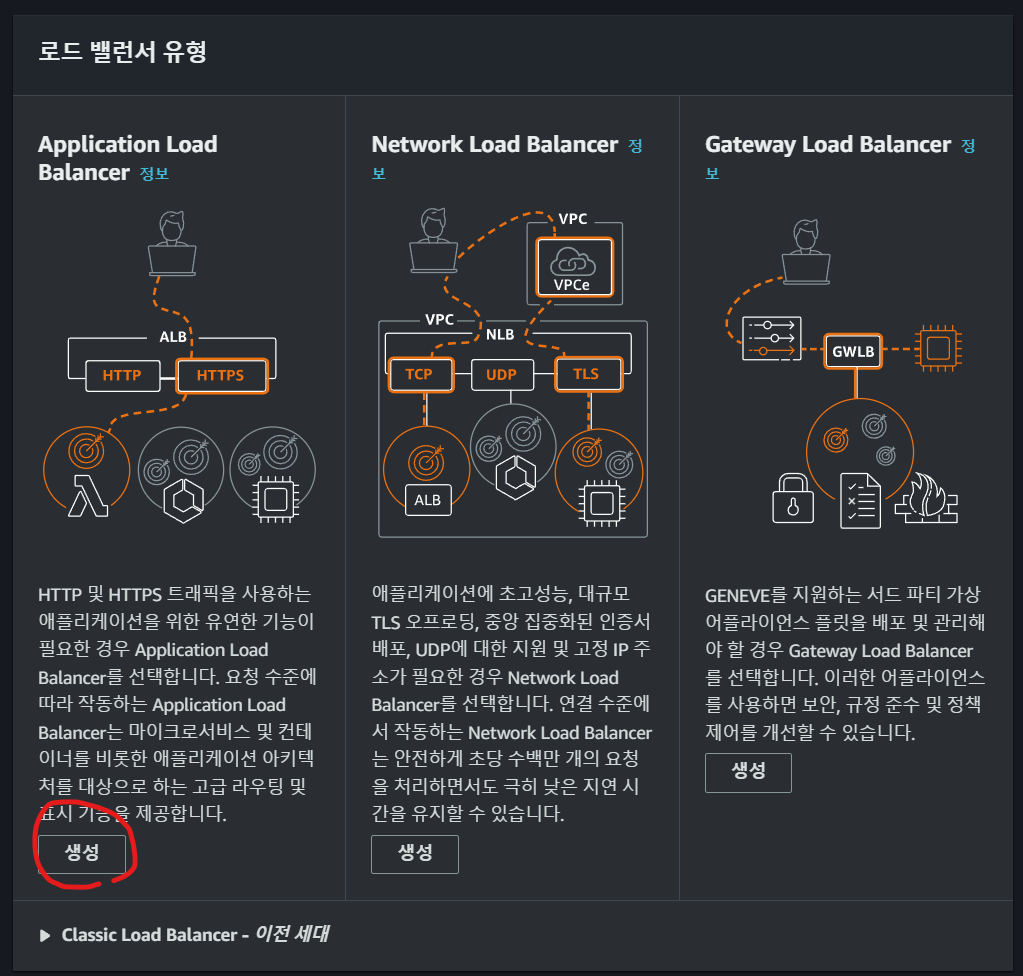 로드 밸런서 유형
Application Load
Balancer 정보
ALB
HTTP
HTTPS
HTTP 및 HTTPS 트래픽을 사용하는
애플리케이션을 위한 유연한 기능이
필요한 경우 Application Load
Balancer를 선택합니다. 요청 수준에
따라 작동하는 Application Load
Balancer는 마이크로서비스 및 컨테
이너를 비롯한 애플리케이션 아키텍
처를 대상으로 하는 고급 라우팅 및
표시 기능을 제공합니다.
생성
Network Load Balancer 정
보
VPC
VPCe
VPC
NLB
TCP
UDP
TLS
ALB
애플리케이션에 초고성능, 대규모
TLS 오프로딩, 중앙 집중화된 인증서
배포, UDP에 대한 지원 및 고정 IP 주
소가 필요한 경우 Network Load
Balancer를 선택합니다. 연결 수준에
서 작동하는 Network Load Balancer
는 안전하게 초당 수백만 개의 요청
을 처리하면서도 극히 낮은 지연 시
간을 유지할 수 있습니다.
생성
Gateway Load Balancer 정
보
GWLB
GENEVE를 지원하는 서드 파티 가상
어플라이언스 플릿을 배포 및 관리해
야 할 경우 Gateway Load Balancer
를 선택합니다. 이러한 어플라이언스
를 사용하면 보안, 규정 준수 및 정책
제어를 개선할 수 있습니다.
생성
Classic Load Balancer - 이전 세대